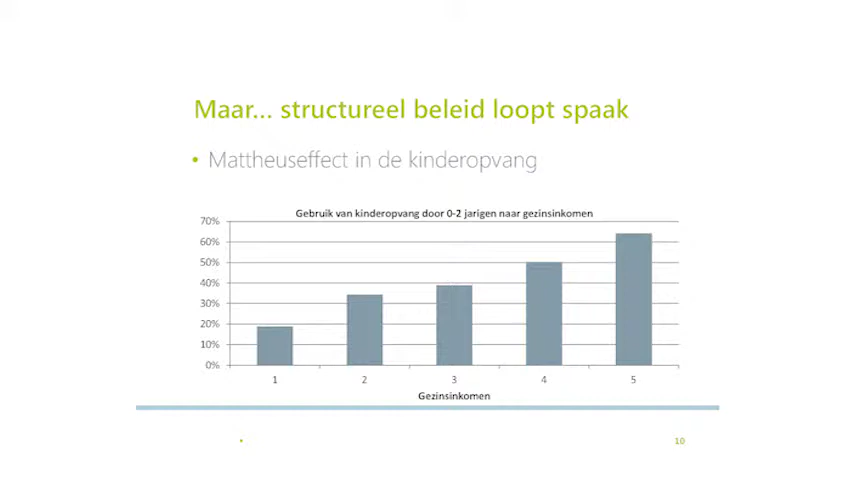 Maar... structureel beleid loopt spaak
• Mattheuseffect in de kinderopvang
Gebruik van kinderopvang door 0-2 jarigen naar gezinsinkomen
70%
60%
50%
40%
30%
20%
10%
0%
1 2 3 4 5
Gezinsinkomen
10